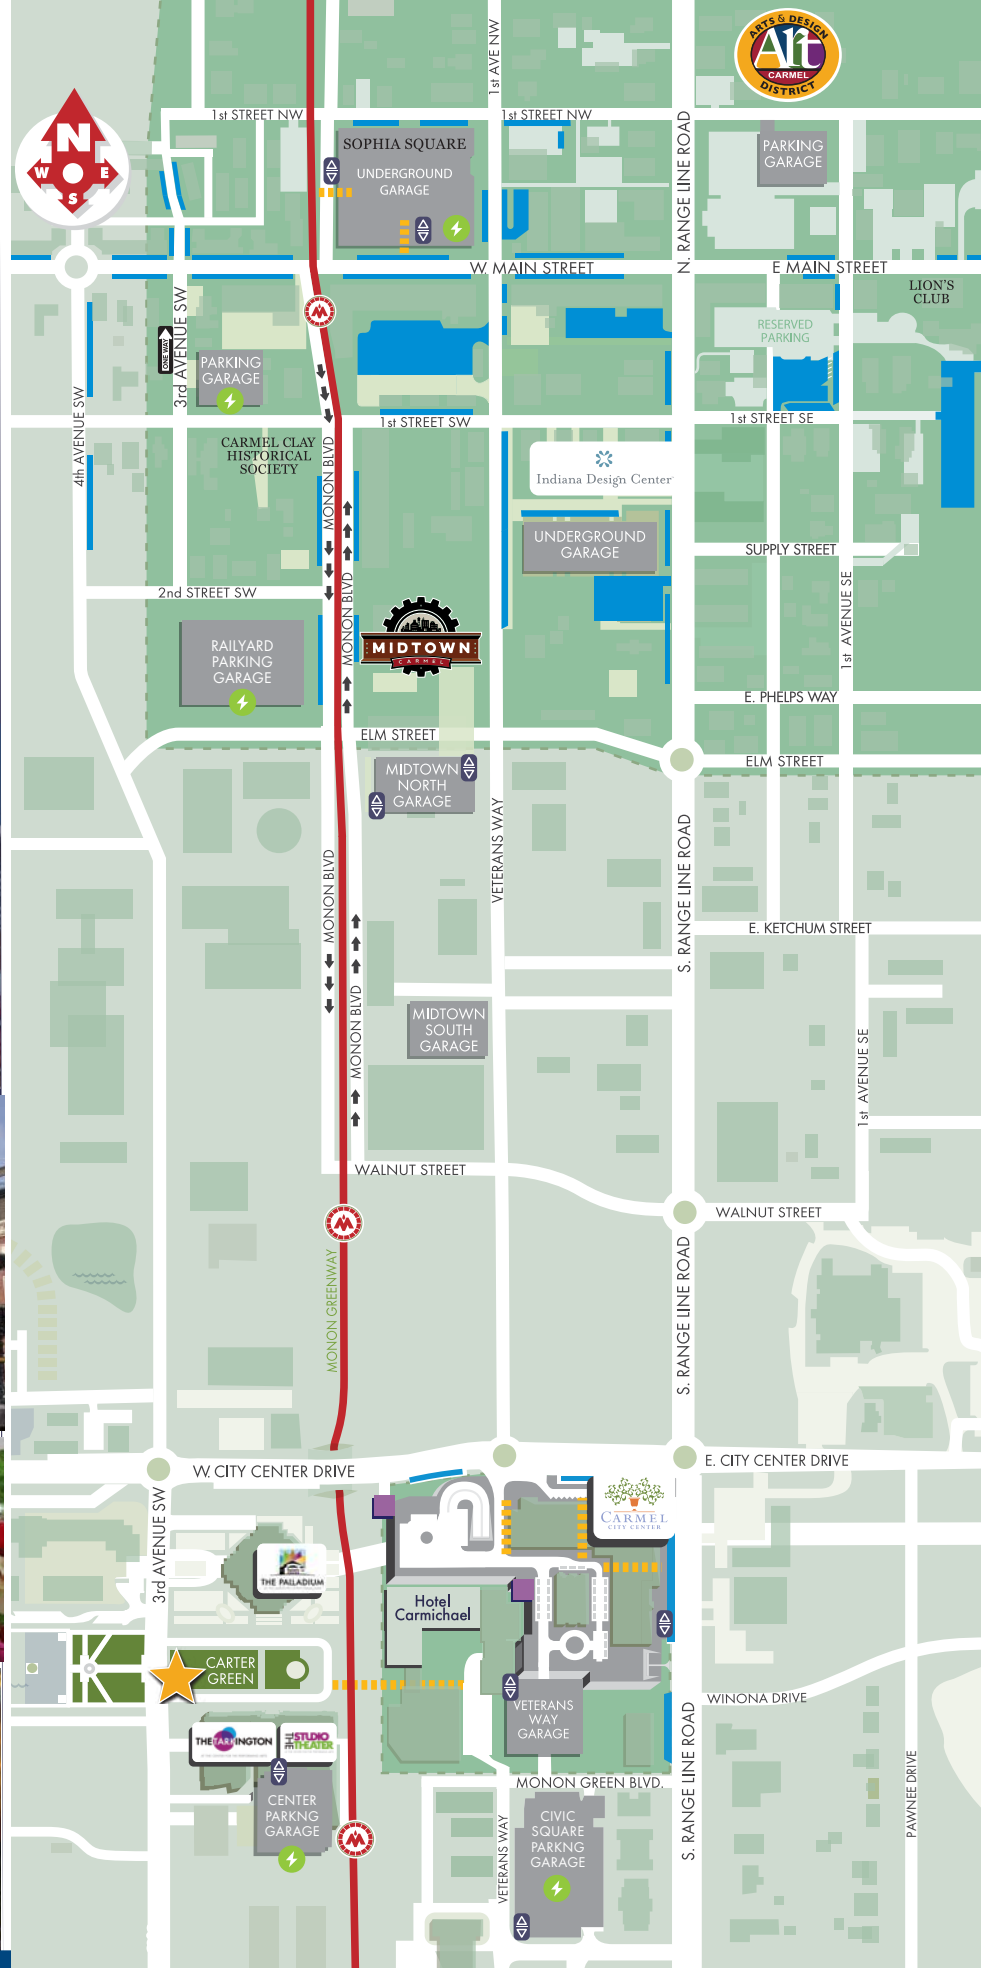 ARTS & DESIGN
Art
CARMEL
DISTRICT
1st AVE NW
1st STREET NW
1st STREET NW
N
W
E
S
SOPHIA SQUARE
UNDERGROUND
GARAGE
N. RANGE LINE ROAD
PARKING
GARAGE
W. MAIN STREET
E MAIN STREET
LION'S
CLUB
3rd AVENUE SW
ONE WAY
M
RESERVED
PARKING
PARKING
GARAGE
4th AVENUE SW
1st STREET SW
1st STREET SE
CARMEL CLAY
HISTORICAL
SOCIETY
MONON BLVD
Indiana Design Center
UNDERGROUND
GARAGE
SUPPLY STREET
2nd STREET SW
MONON BLVD
1st AVENUE SE
RAILYARD
PARKING
GARAGE
MIDTOWN
CARMEL
E. PHELPS WAY
ELM STREET
ELM STREET
MIDTOWN
NORTH
GARAGE
VETERANS WAY
S. RANGE LINE ROAD
MONON BLVD
E. KETCHUM STREET
MONON BLVD
MIDTOWN
SOUTH
GARAGE
1st AVENUE SE
WALNUT STREET
WALNUT STREET
M
MONON GREENWAY
S. RANGE LINE ROAD
W. CITY CENTER DRIVE
E. CITY CENTER DRIVE
3rd AVENUE SW
CARMEL
CITY CENTER
THE PALLADIUM
Hotel
Carmichael
CARTER
GREEN
VETERANS
WAY
GARAGE
WINONA DRIVE
S. RANGE LINE ROAD
THE TARKINGTON
THE STUDIO
THEATER
MONON GREEN BLVD.
PAWNEE DRIVE
CENTER
PARKNG
GARAGE
M
VETERANS WAY
CIVIC
SQUARE
PARKNG
GARAGE